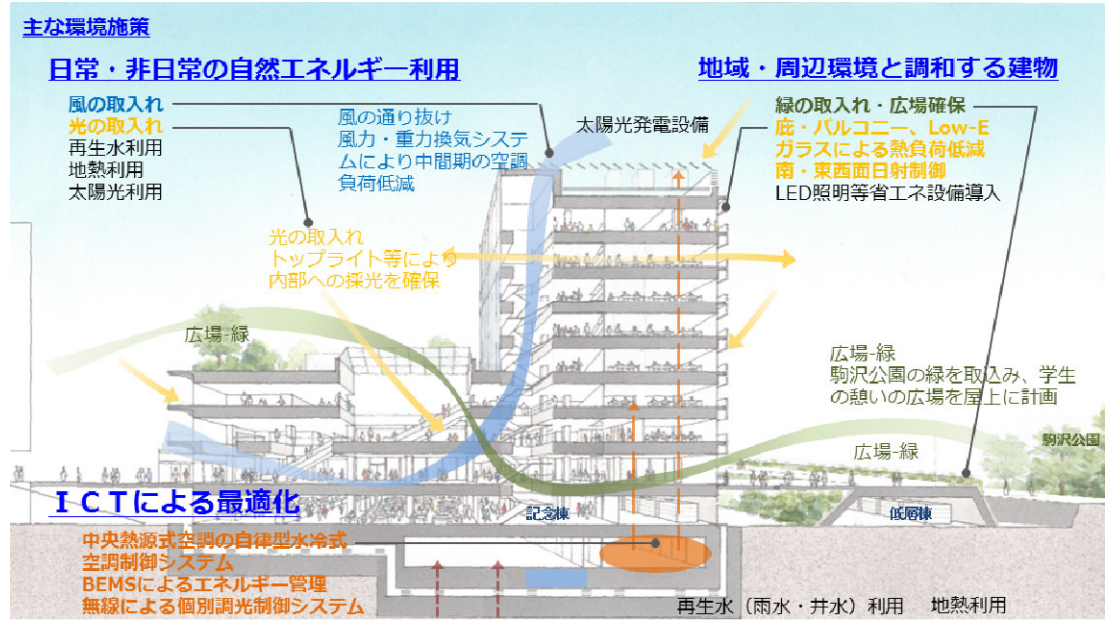 主な環境施策
日常・非日常の自然エネルギー利用
風の取入れ
光の取入れ
再生水利用
地熱利用
太陽光利用
風の通り抜け
風力・重力換気システ
ムにより中間期の空調
負荷低減
太陽光発電設備
地域・周辺環境と調和する建物
緑の取入れ・広場確保
庇・バルコニー、Low-E
ガラスによる熱負荷低減
南・東西面日射制御
LED照明等省エネ設備導入
光の取入れ
トップライト等により
内部への採光を確保
広場-緑
広場-緑
駒沢公園の緑を取込み、学生
の憩いの広場を屋上に計画
広場-緑
駒沢公園
ICTによる最適化
記念棟
低層棟
中央熱源式空調の自律型水冷式
空調制御システム
BEMSによるエネルギー管理
無線による個別調光制御システム
再生水（雨水・井水）利用
地熱利用